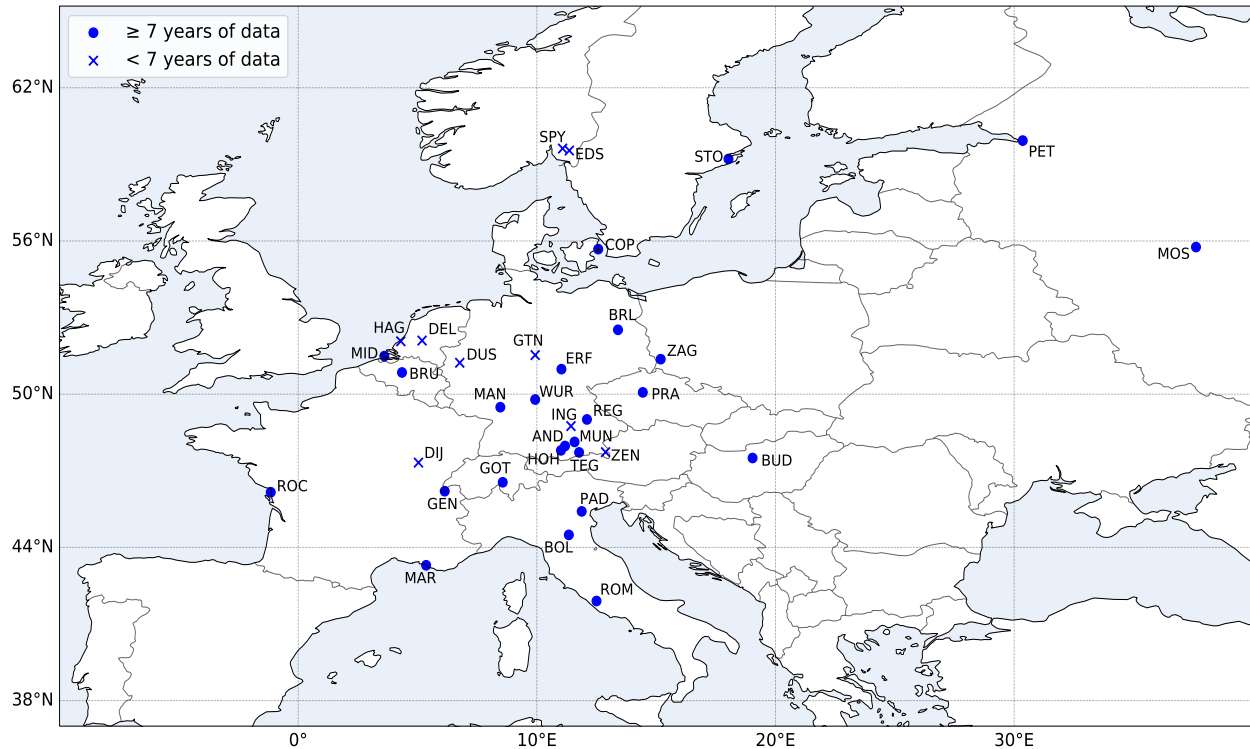 ≥ 7 years of data
< 7 years of data
62°N
56°N
50°N
44°N
38°N
0°
10°E
20°E
30°E
SPY
EDS
STO
PET
COP
MOS
BRL
HAG
DEL
GTN
MID
DUS
ERF
ZAG
BRU
MAN
WUR
PRA
ING
REG
AND
MUN
DIJ
HOH
TEG
ZEN
BUD
GOT
ROC
GEN
PAD
BOL
MAR
ROM